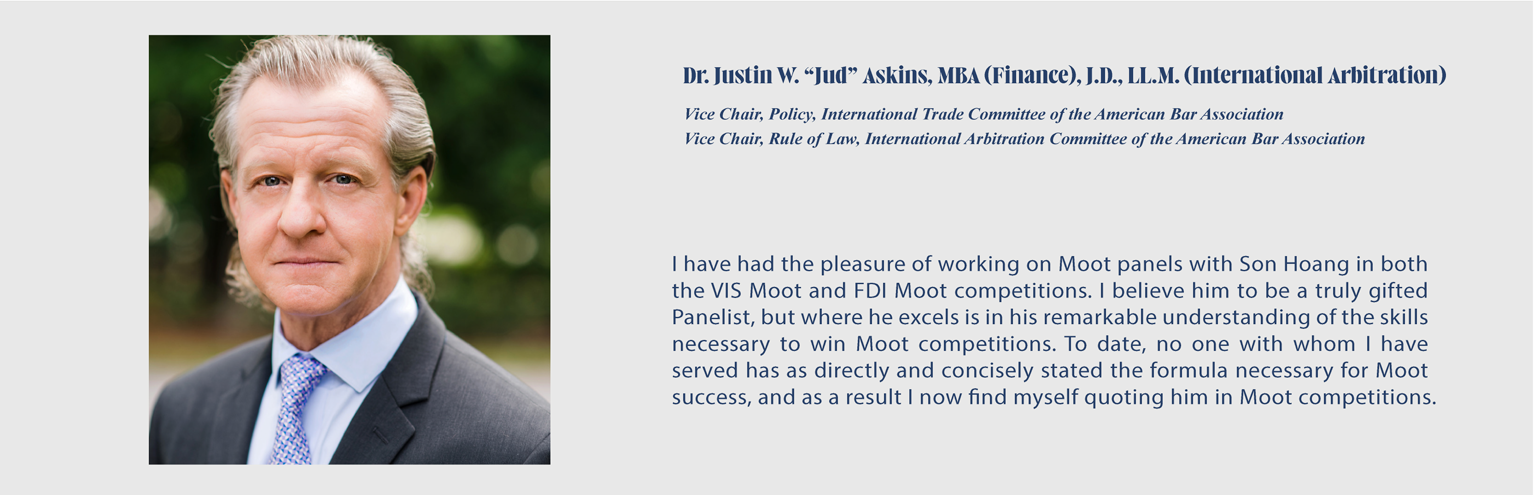 Dr. Justin W. “Jud” Askins, MBA (Finance), J.D., LL.M. (International Arbitration)
Vice Chair, Policy, International Trade Committee of the American Bar Association
Vice Chair, Rule of Law, International Arbitration Committee of the American Bar Association
I have had the pleasure of working on Moot panels with Son Hoang in both
the VIS Moot and FDI Moot competitions. I believe him to be a truly gifted
Panelist, but where he excels is in his remarkable understanding of the skills
necessary to win Moot competitions. To date, no one with whom I have
served has as directly and concisely stated the formula necessary for Moot
success, and as a result I now find myself quoting him in Moot competitions.